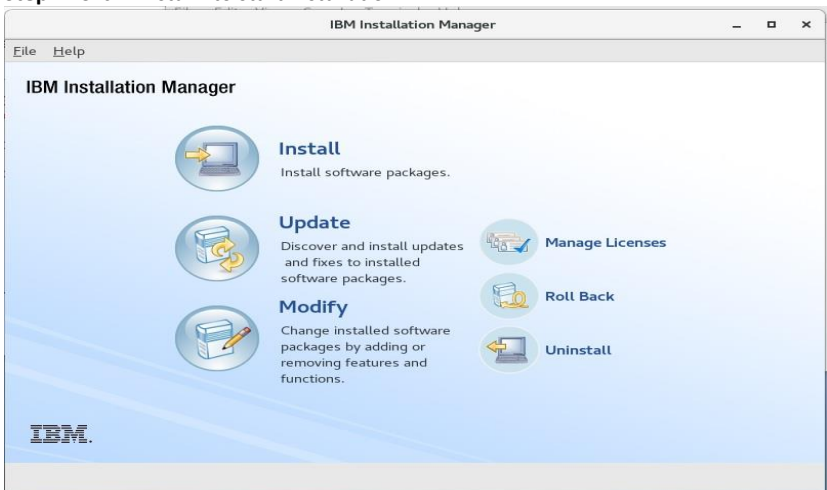 IBM Installation Manager
File Help
IBM Installation Manager
Install
Install software packages.
Update
Discover and install updates
and fixes to installed
software packages.
Manage Licenses
Roll Back
Modify
Change installed software
packages by adding or
removing features and
functions.
Uninstall
IBM.